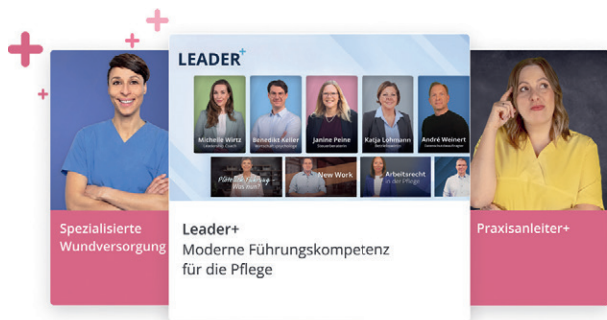 LEADER+
Michelle Wirtz
Benedikt Keller
Janine Peine
Katja Lohmann
André Weinert
New Work
Arbeitsrecht
in der Pflege
Spezialisierte
Wundversorgung
Leader+
Moderne Führungskompetenz
für die Pflege
Praxisanleiter+